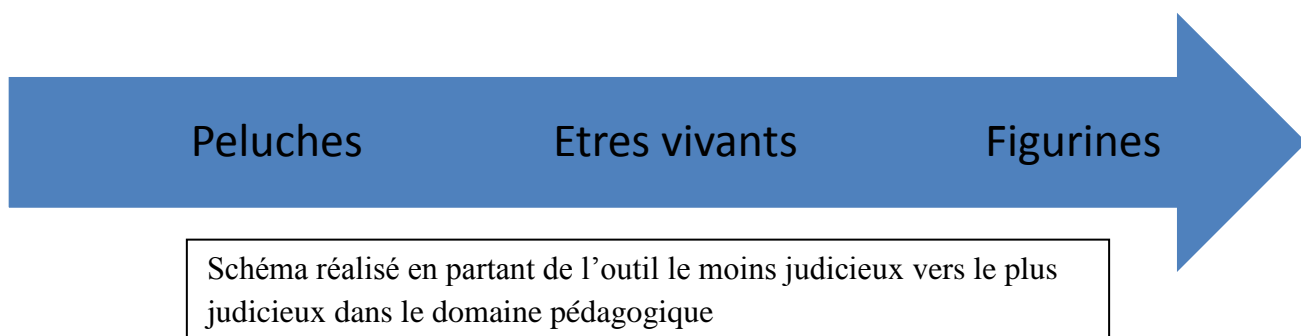 Peluches Etres vivants Figurines
Schéma réalisé en partant de l’outil le moins judicieux vers le plus
judicieux dans le domaine pédagogique